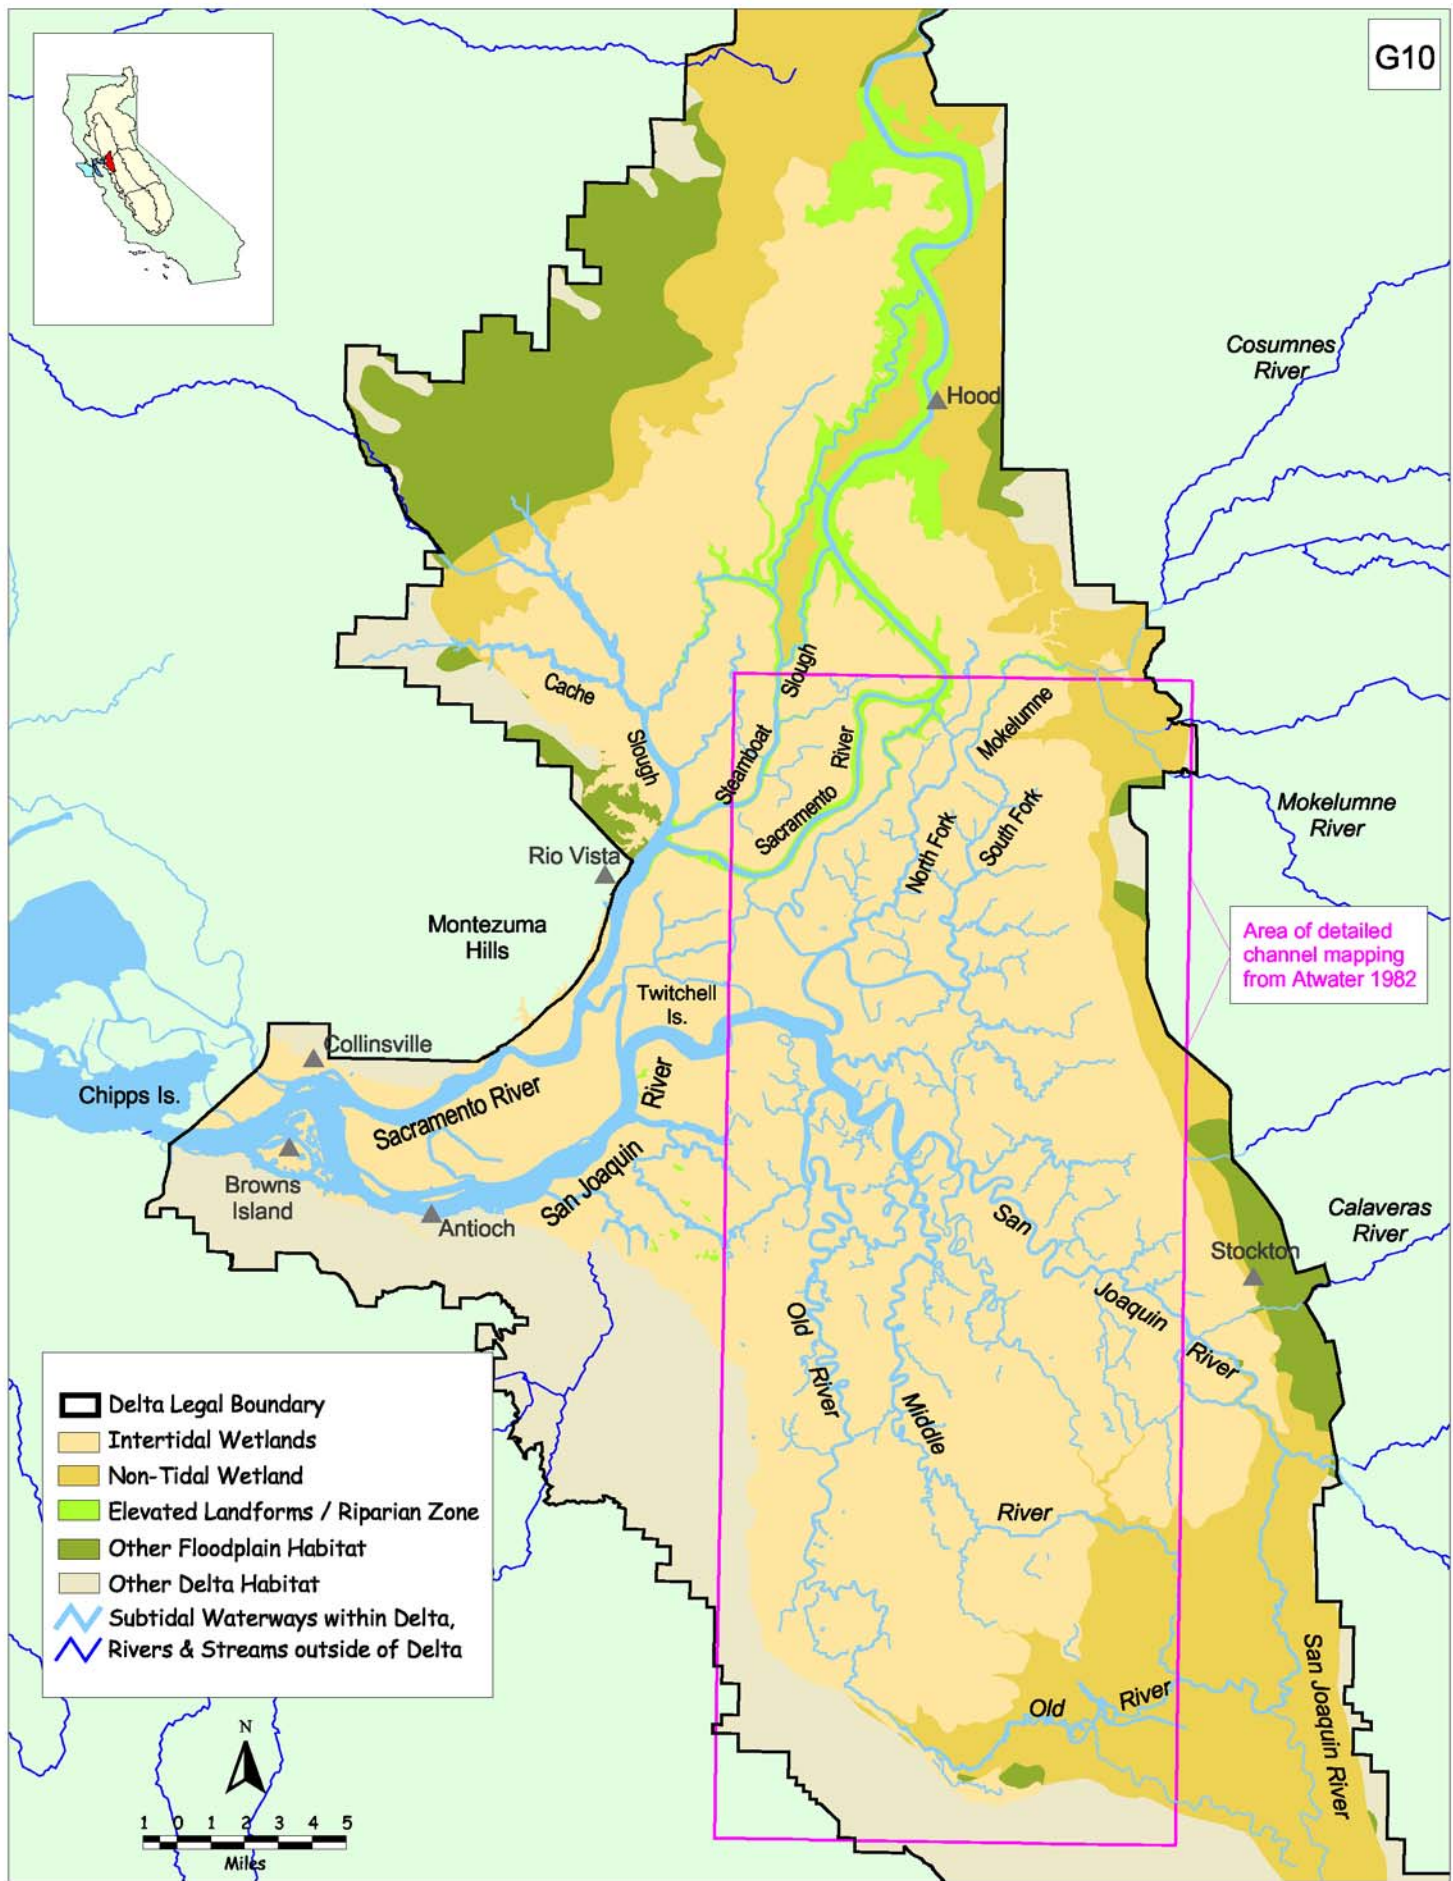 G10
Cosumnes
River
Hood
Cache
Slough
Slough
Steamboat
River
Sacramento
Mokelumne
North Fork
South Fork
Mokelumne
River
Rio Vista
Montezuma
Hills
Area of detailed
channel mapping
from Atwater 1982
Twitchell
Is.
Collinsville
Chipps Is.
Sacramento River
River
San Joaquin
Browns
Island
Antioch
San
Joaquin
River
Calaveras
River
Stockton
Old
River
Middle
River
Old
River
San Joaquin River
Delta Legal Boundary
Intertidal Wetlands
Non-Tidal Wetland
Elevated Landforms / Riparian Zone
Other Floodplain Habitat
Other Delta Habitat
Subtidal Waterways within Delta,
Rivers & Streams outside of Delta
N
1 0 1 2 3 4 5
Miles